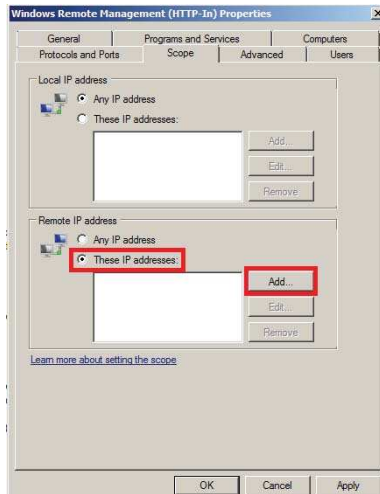 Windows Remote Management (HTTP-In) Properties
General
Programs and Services
Computers
Protocols and Ports
Scope
Advanced
Users
Local IP address
Any IP address
These IP addresses:
Add...
Edit...
Remove
Remote IP address
Any IP address
These IP addresses:
Add...
Edit...
Remove
Learn more about setting the scope
OK
Cancel
Apply